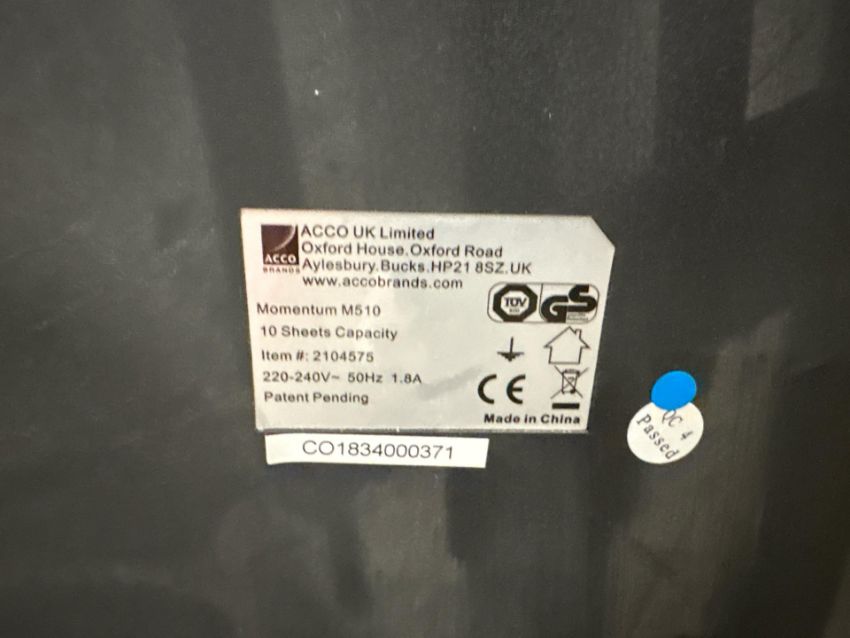 ACCO UK Limited
Oxford House.Oxford Road
Aylesbury.Bucks.HP21 8SZ.UK
www.accobrands.com
ACCO
BRANDS
Momentum M510
10 Sheets Capacity
Item #: 2104575
220-240V~ 50Hz 1.8A
Patent Pending
TÜV
GS
CE
Made in China
CO1834000371
QC 4
Passed